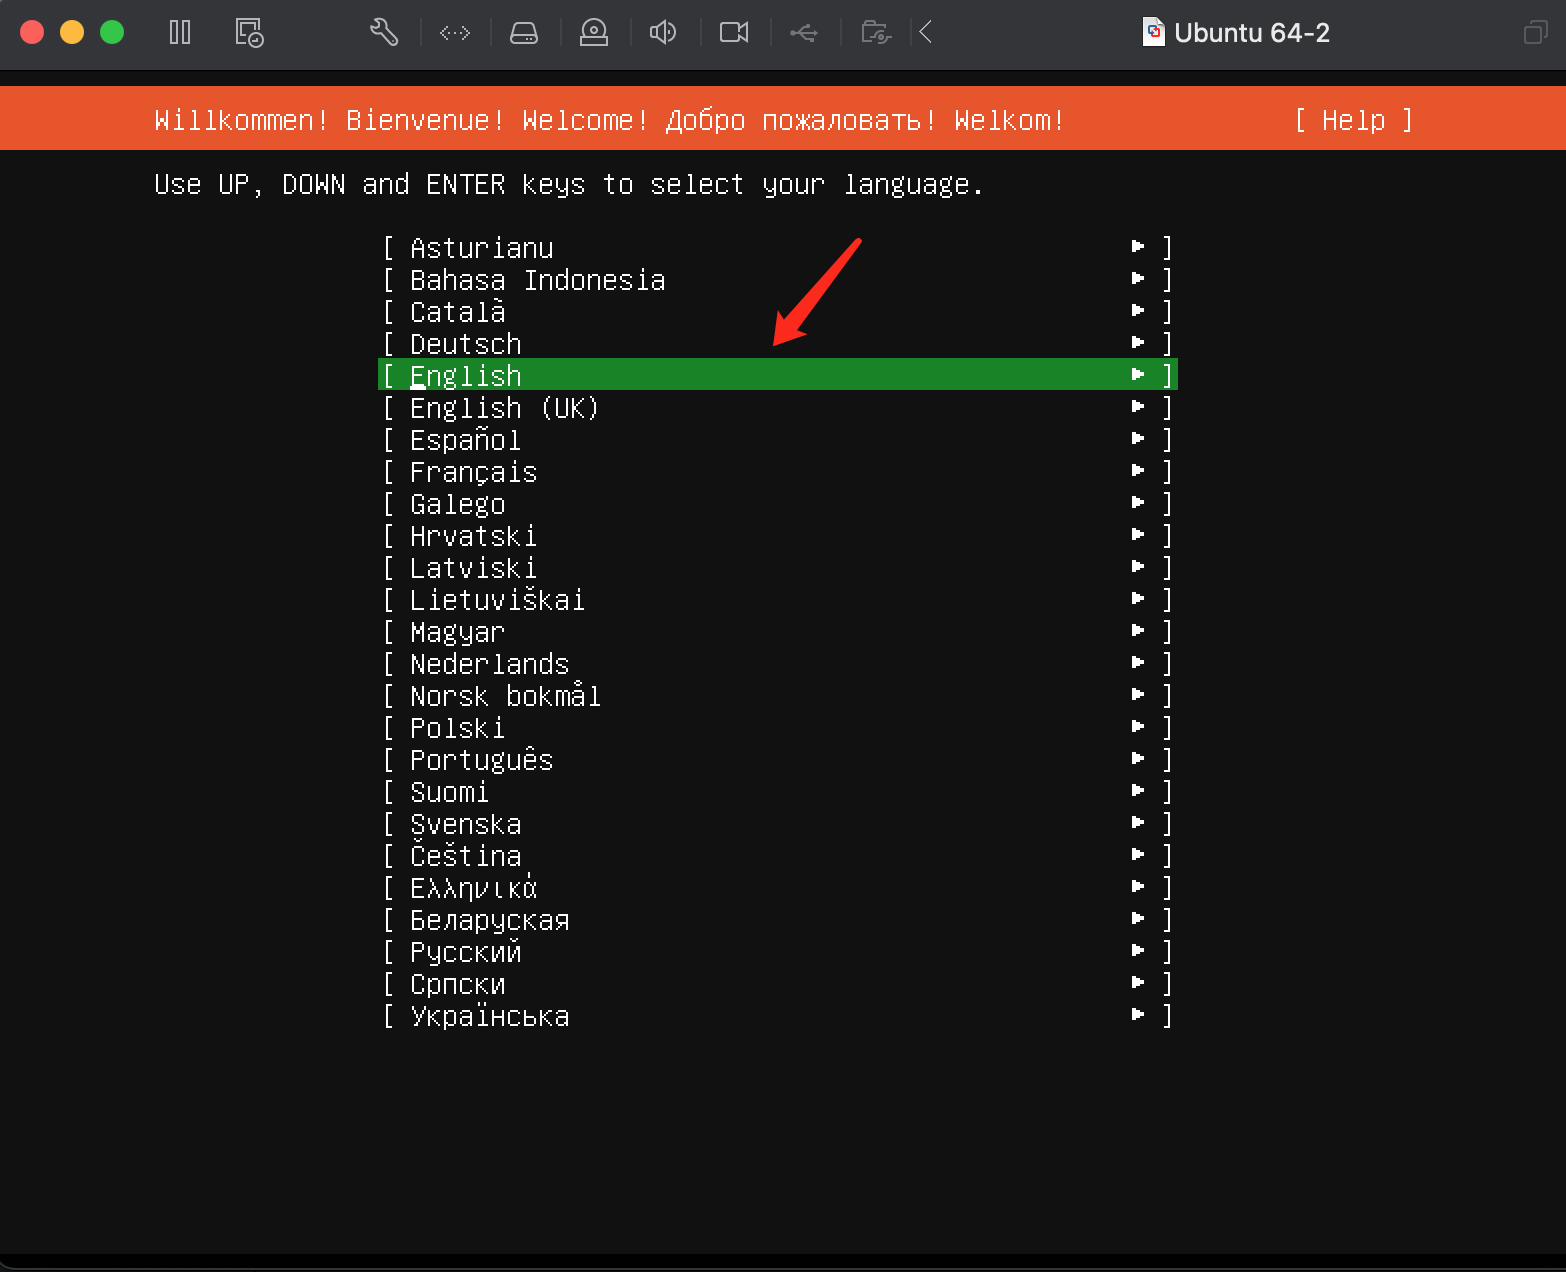 Ubuntu 64-2
Willkommen! Bienvenue! Welcome! Добро пожаловать! Welkom! [ Help ]
Use UP, DOWN and ENTER keys to select your language.
[ Asturianu ▸ ]
[ Bahasa Indonesia ▸ ]
[ Català ▸ ]
[ Deutsch ▸ ]
[ English ▸ ]
[ English (UK) ▸ ]
[ Español ▸ ]
[ Français ▸ ]
[ Galego ▸ ]
[ Hrvatski ▸ ]
[ Latviski ▸ ]
[ Lietuviškai ▸ ]
[ Magyar ▸ ]
[ Nederlands ▸ ]
[ Norsk bokmål ▸ ]
[ Polski ▸ ]
[ Português ▸ ]
[ Suomi ▸ ]
[ Svenska ▸ ]
[ Čeština ▸ ]
[ Ελληνικά ▸ ]
[ Беларуская ▸ ]
[ Русский ▸ ]
[ Српски ▸ ]
[ Українська ▸ ]